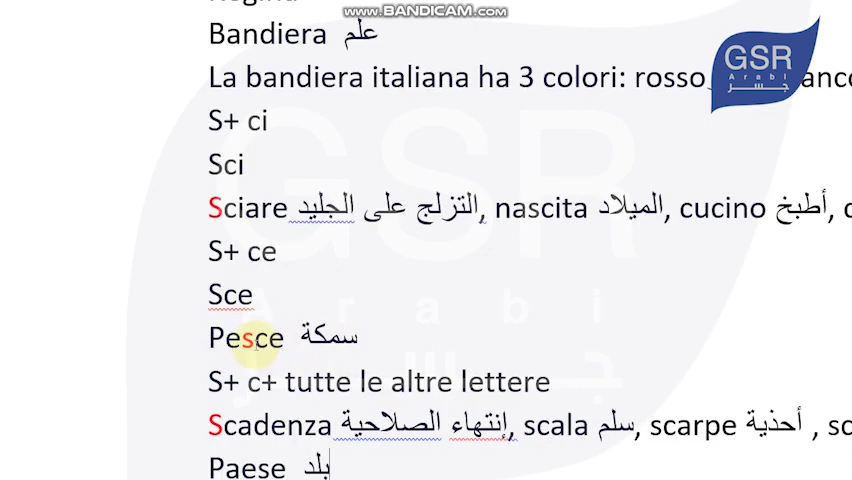 WWW.BANDICAM.COM
Regina
Bandiera علم
GSR
Arabi
جسر
La bandiera italiana ha 3 colori: rosso,
S+ ci
Sci
Sciare التزلج على الجليد, nascita الميلاد, cucino أطبخ,
S+ ce
Sce
Pesce سمكة
S+ c+ tutte le altre lettere
Scadenza إنتهاء الصلاحية, scala سلم, scarpe أحذية ,
Paese بلد